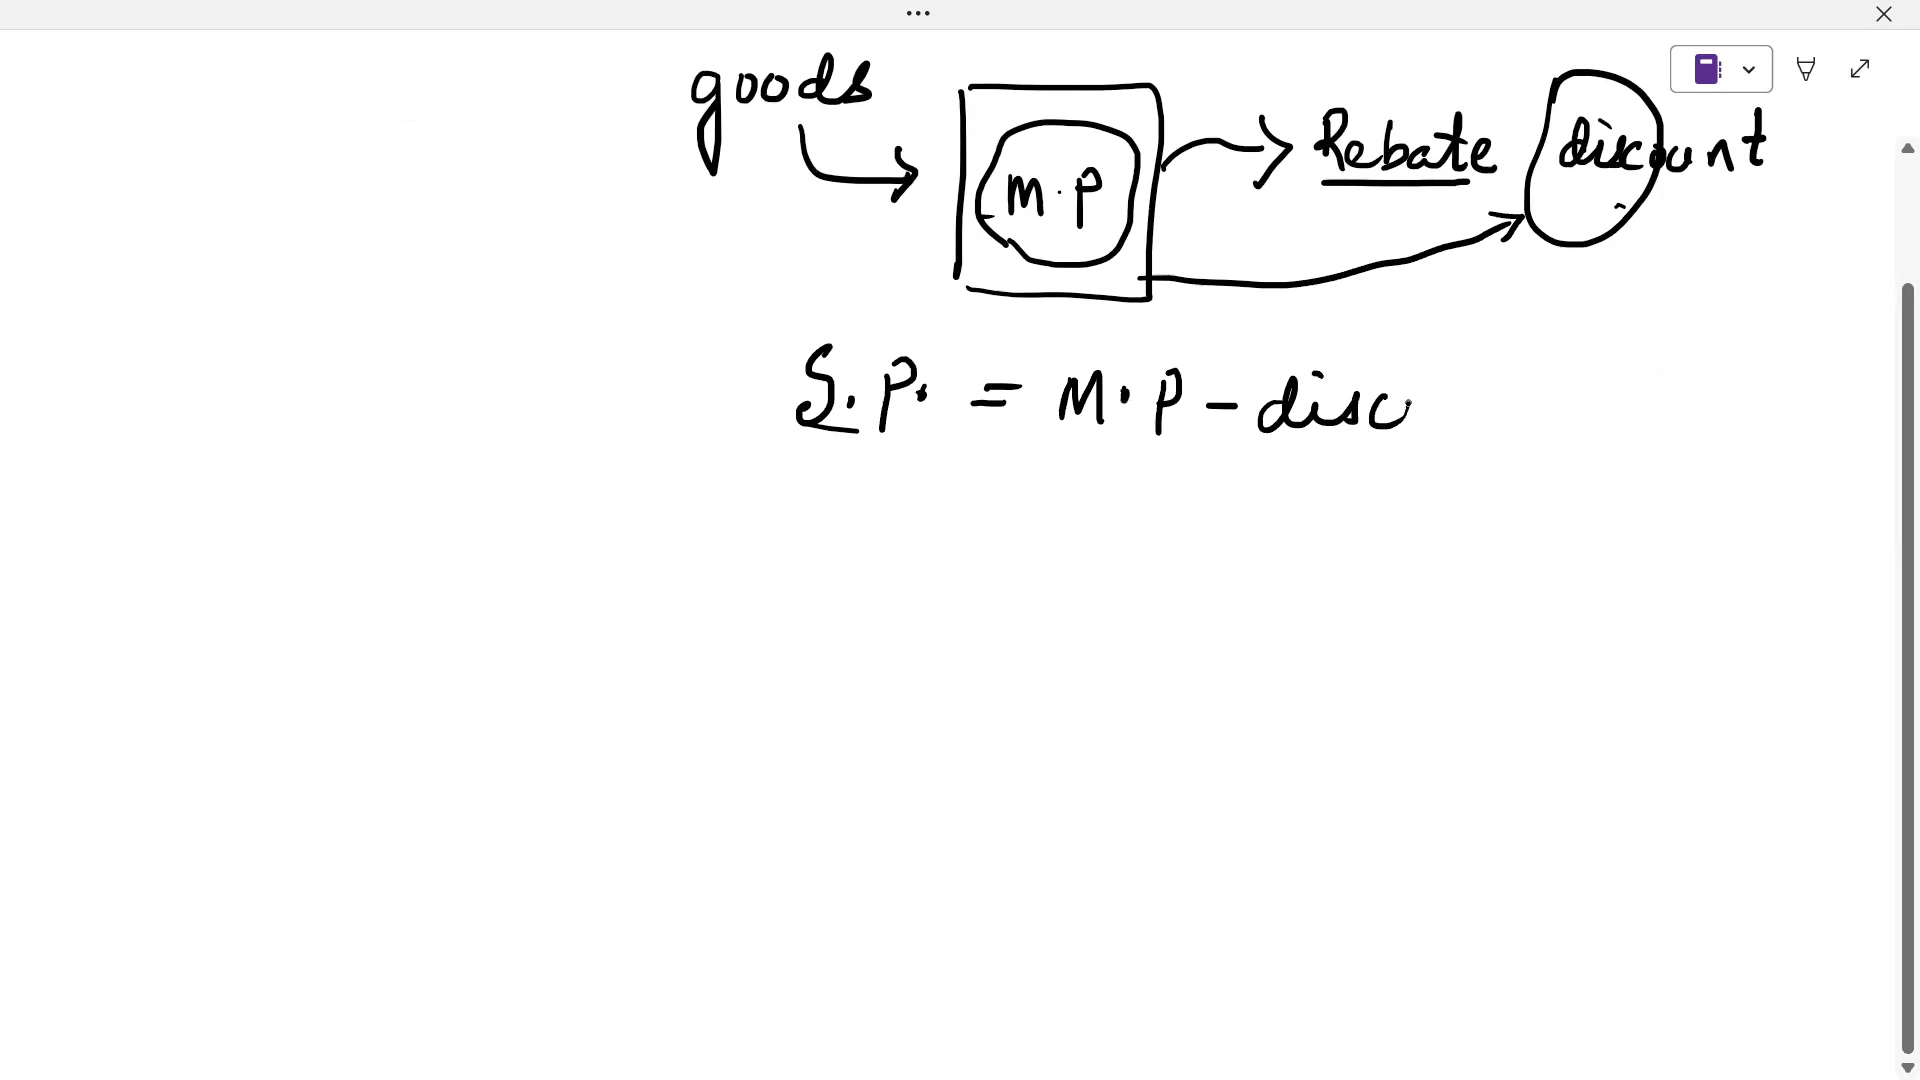 goods
m.p
Rebate discount
S.P. = M.P - disc